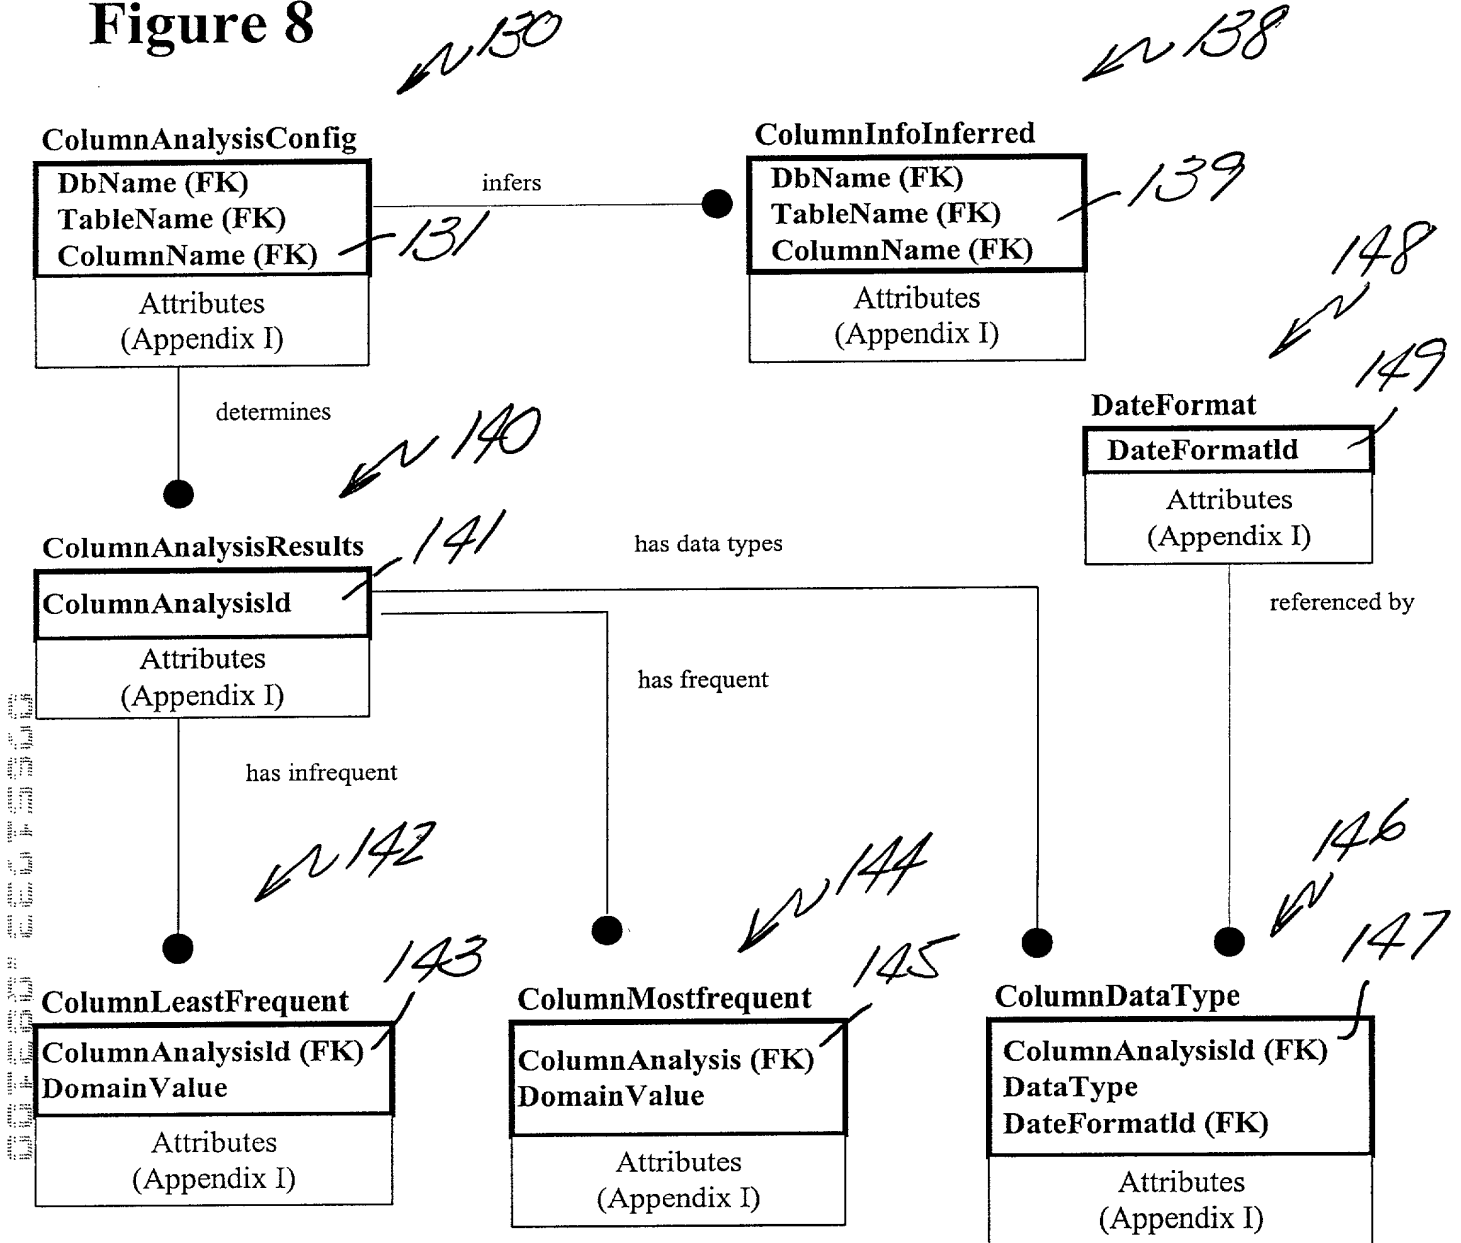 Figure 8
130
138
ColumnAnalysisConfig
DbName (FK)
TableName (FK)
ColumnName (FK)
131
Attributes
(Appendix I)
infers
ColumnInfoInferred
DbName (FK)
TableName (FK)
ColumnName (FK)
139
Attributes
(Appendix I)
148
149
DateFormat
DateFormatId
Attributes
(Appendix I)
determines
140
141
ColumnAnalysisResults
ColumnAnalysisId
Attributes
(Appendix I)
has data types
referenced by
has frequent
has infrequent
142
144
146
143
145
147
ColumnLeastFrequent
ColumnAnalysisId (FK)
DomainValue
Attributes
(Appendix I)
ColumnMostfrequent
ColumnAnalysis (FK)
DomainValue
Attributes
(Appendix I)
ColumnDataType
ColumnAnalysisId (FK)
DataType
DateFormatId (FK)
Attributes
(Appendix I)